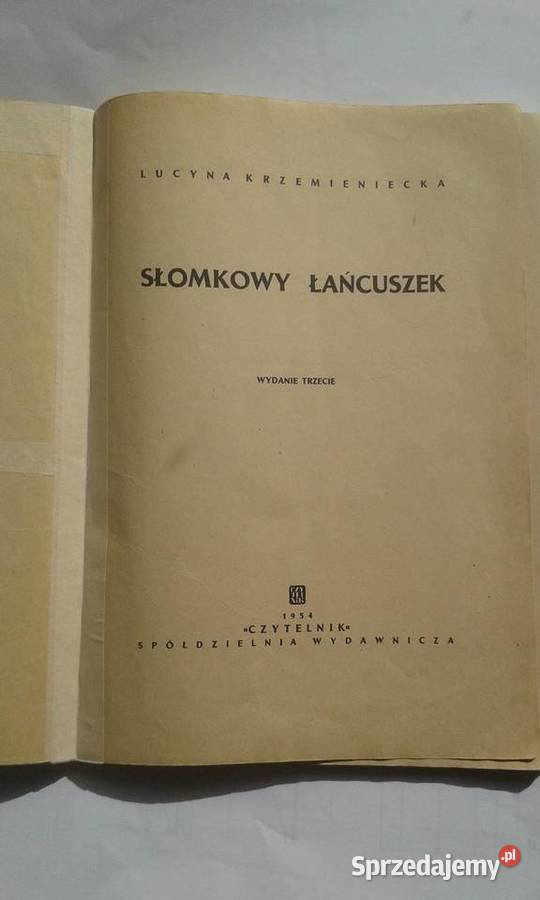 LUCYNA KRZEMIENIECKA
SŁOMKOWY ŁAŃCUSZEK
WYDANIE TRZECIE
1954
»CZYTELNIK«
SPÓŁDZIELNIA WYDAWNICZA
Sprzedajemy.pl